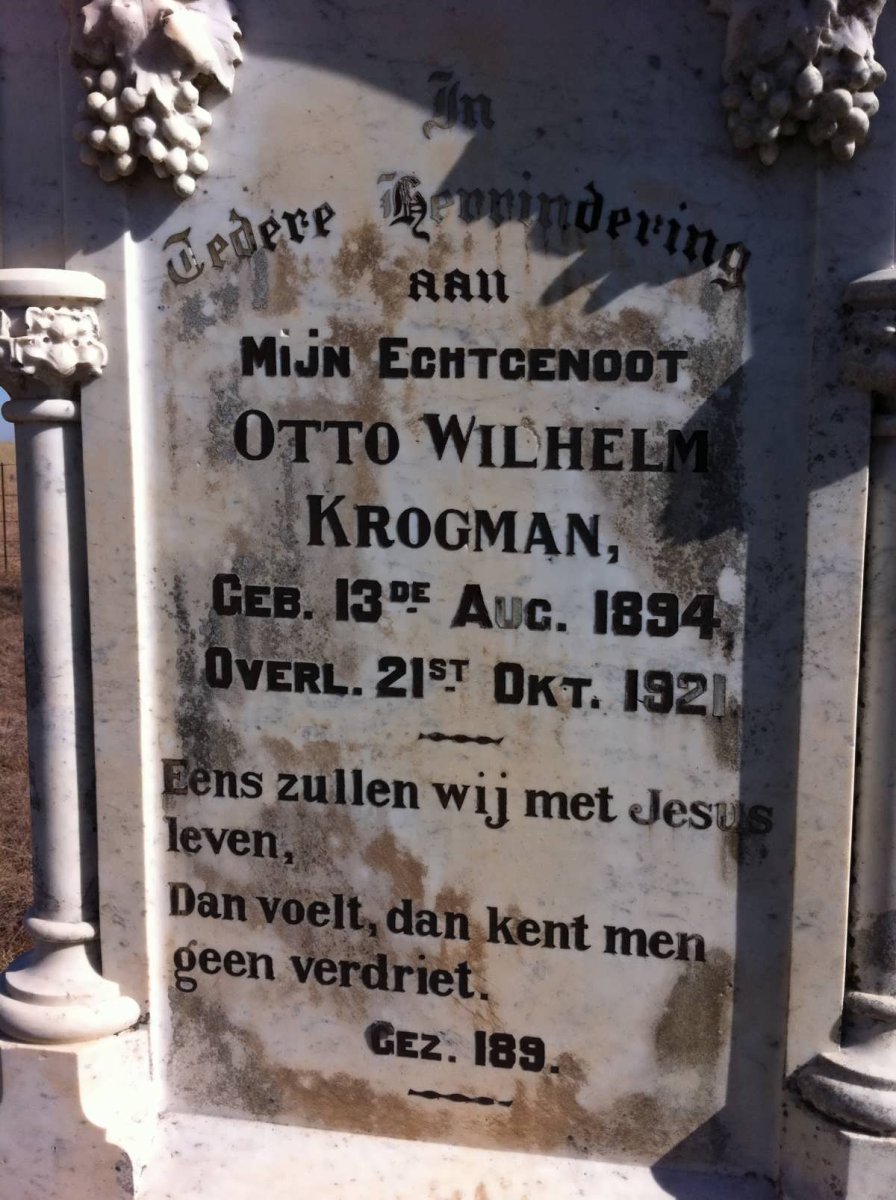 In
Tedere Herrindering
aan
Mijn Echtgenoot
Otto Wilhelm
Krogman,
Geb. 13de Aug. 1894
Overl. 21st Okt. 1921
Eens zullen wij met Jesus
leven,
Dan voelt, dan kent men
geen verdriet.
Gez. 189.